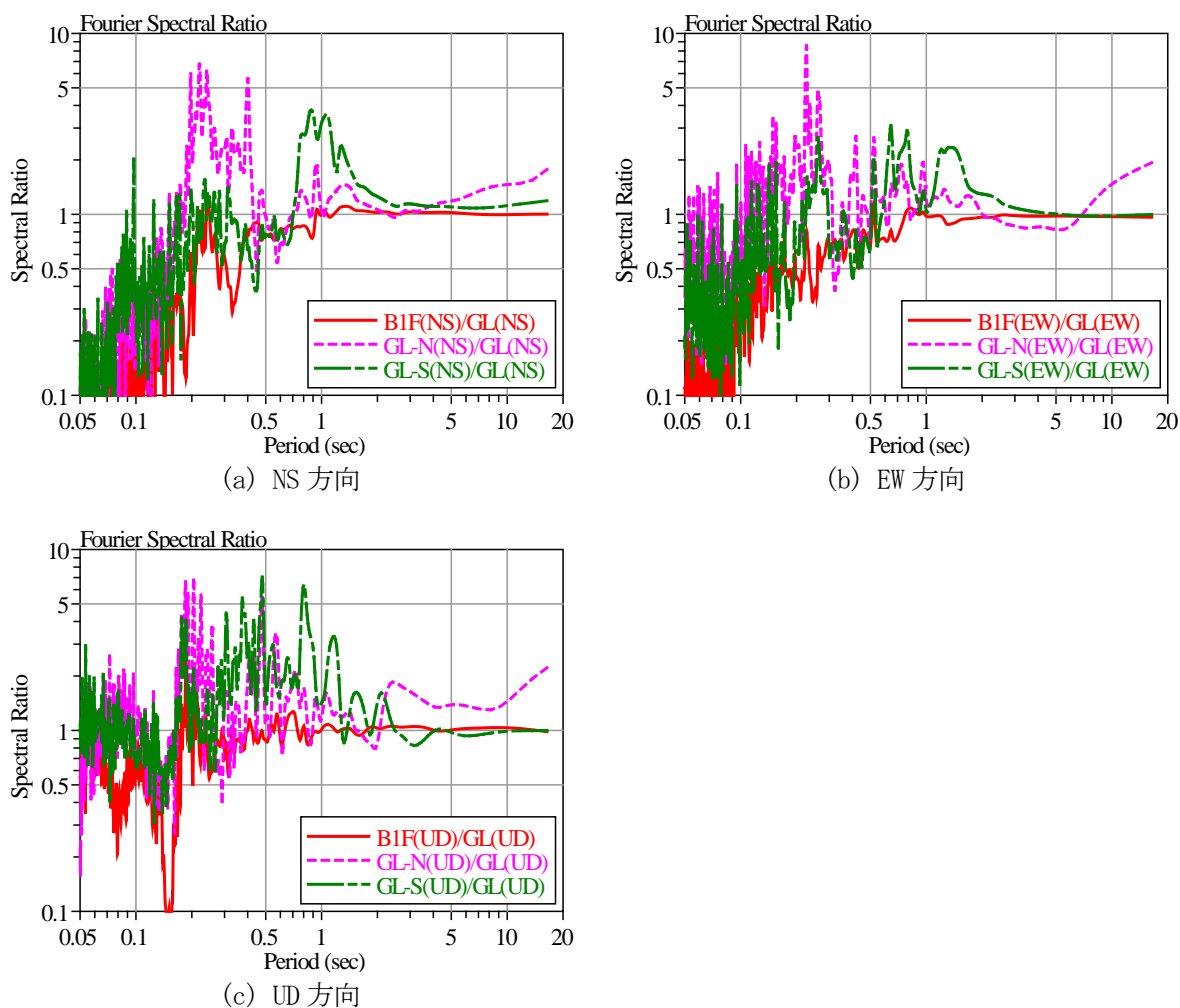 Fourier Spectral Ratio
10
5
1
0.5
0.1
Spectral Ratio
B1F(NS)/GL(NS)
GL-N(NS)/GL(NS)
GL-S(NS)/GL(NS)
0.05 0.1 0.5 1 5 10 20
Period (sec)
(a) NS 方向
Fourier Spectral Ratio
10
5
1
0.5
0.1
Spectral Ratio
B1F(EW)/GL(EW)
GL-N(EW)/GL(EW)
GL-S(EW)/GL(EW)
0.05 0.1 0.5 1 5 10 20
Period (sec)
(b) EW 方向
Fourier Spectral Ratio
10
5
1
0.5
0.1
Spectral Ratio
B1F(UD)/GL(UD)
GL-N(UD)/GL(UD)
GL-S(UD)/GL(UD)
0.05 0.1 0.5 1 5 10 20
Period (sec)
(c) UD 方向